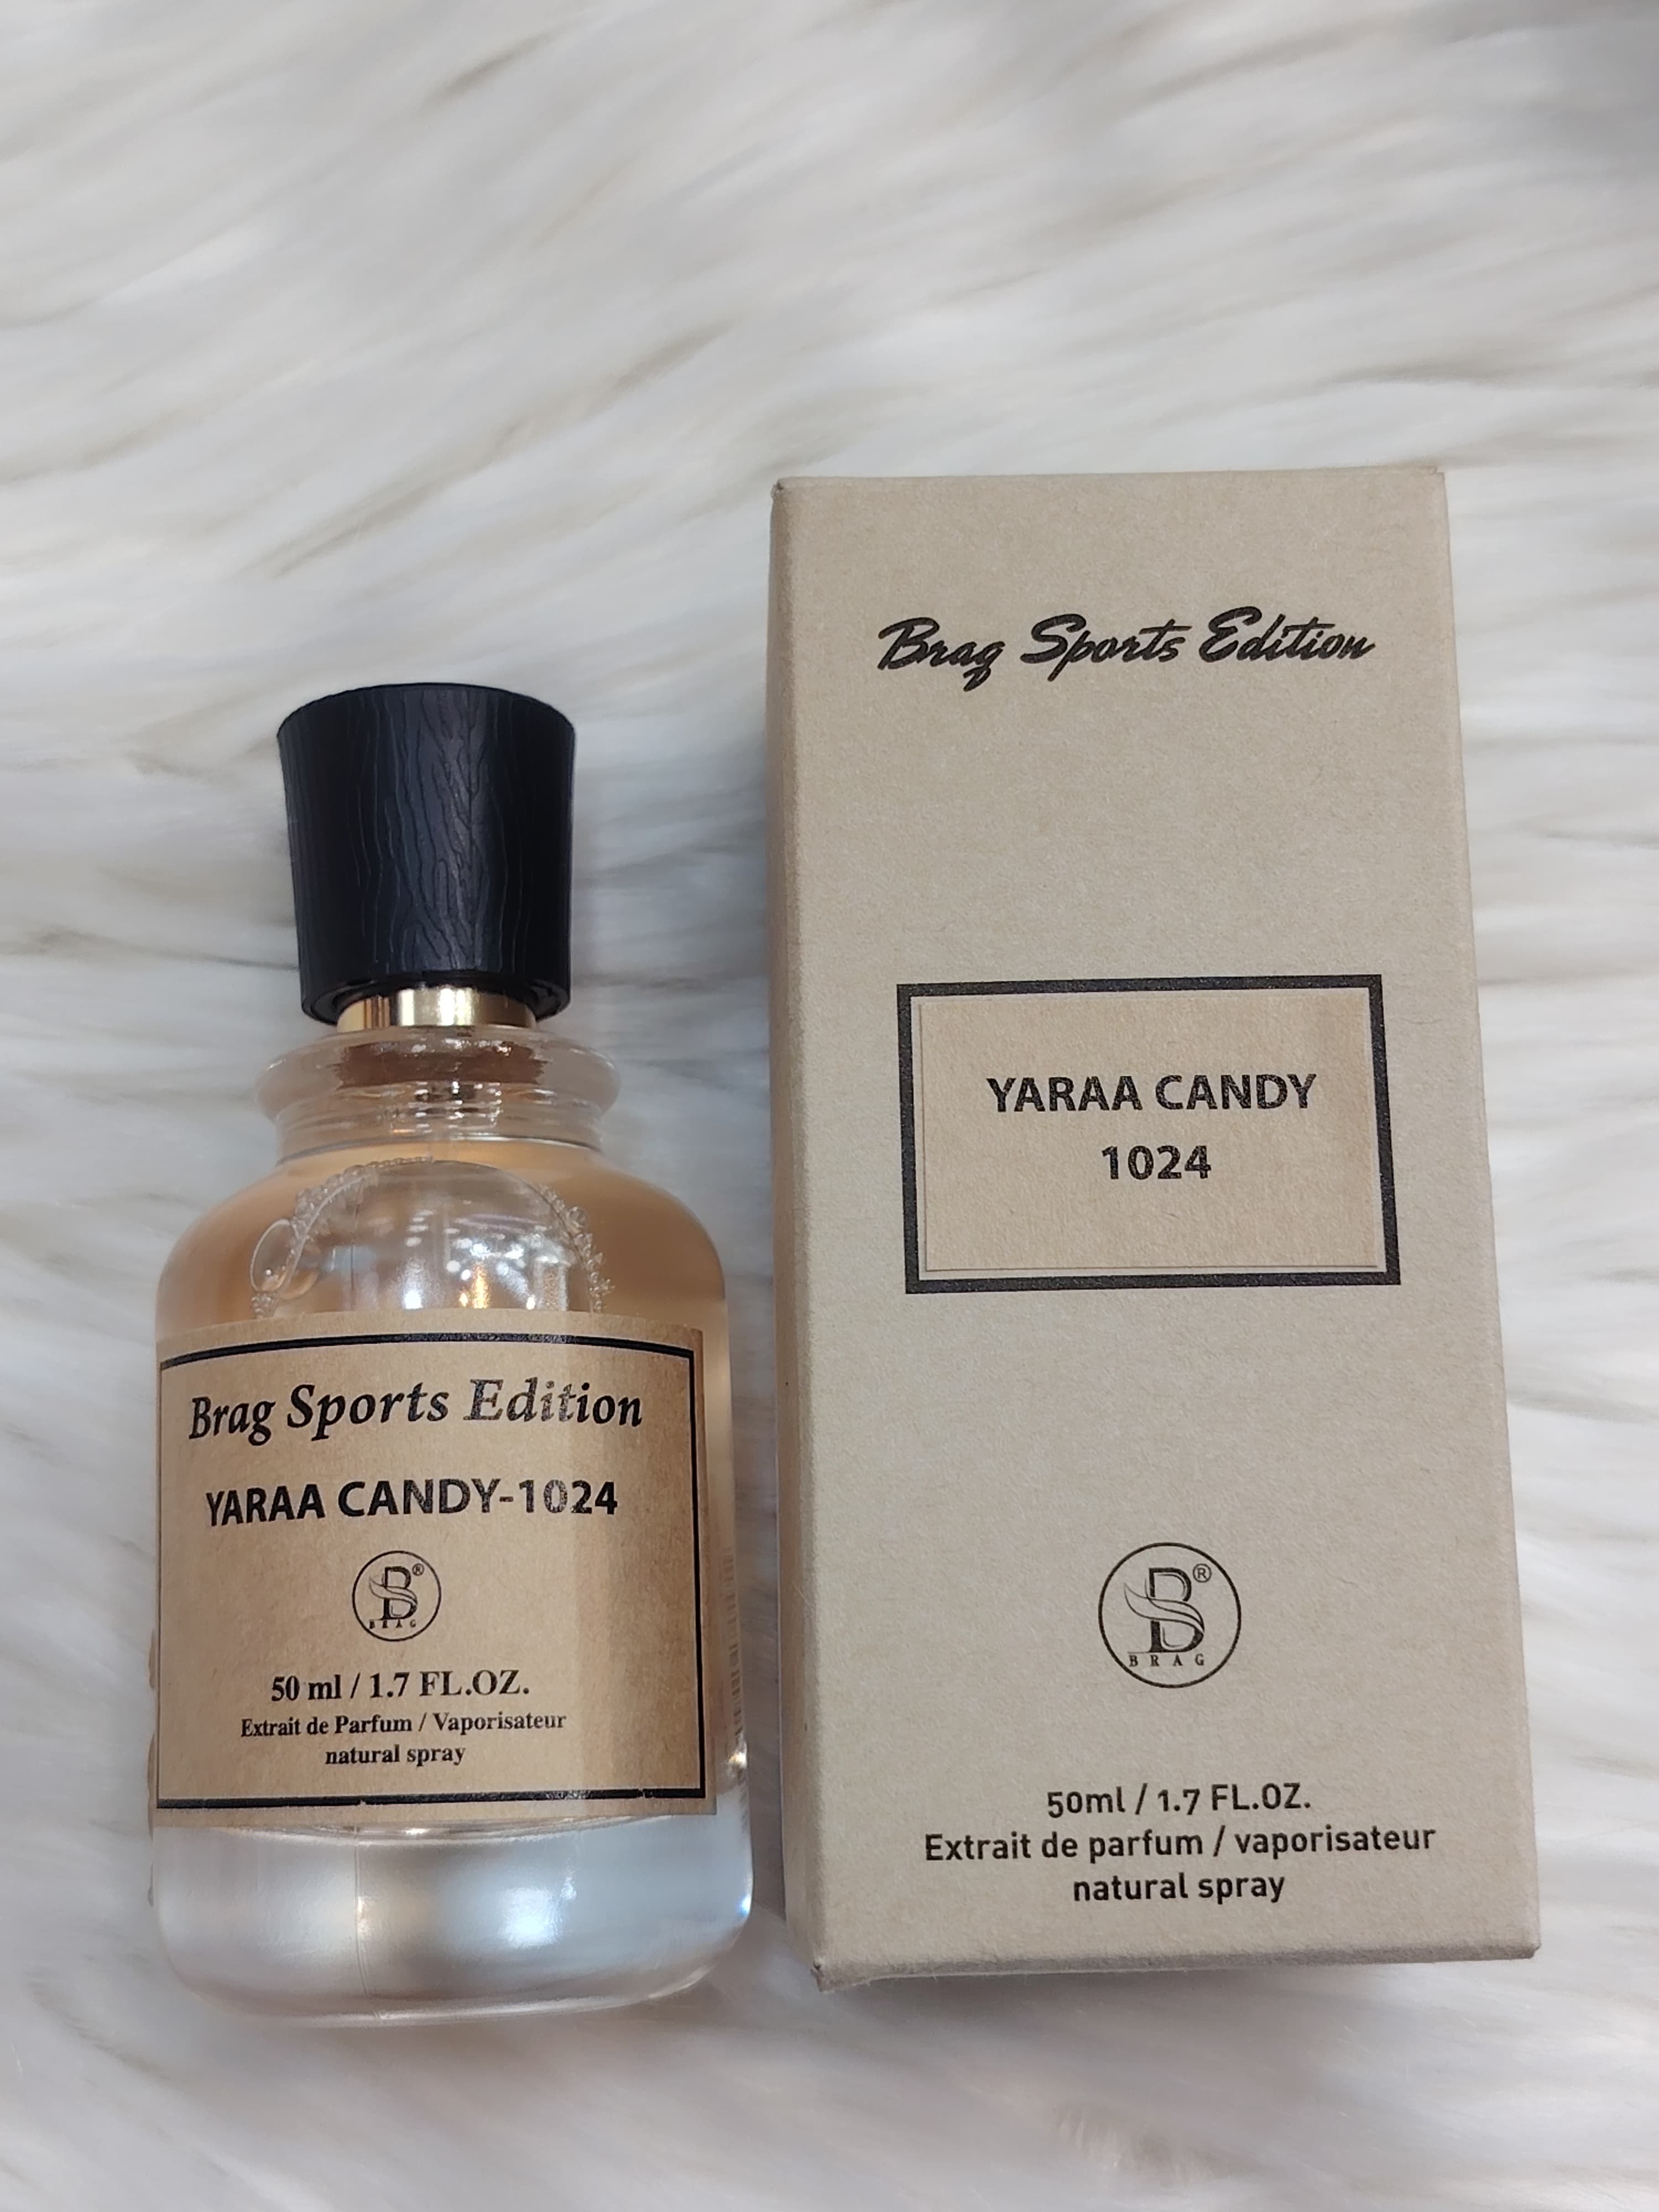 Brag Sports Edition
YARAA CANDY-1024
B®
BRAG
50 ml / 1.7 FL.OZ.
Extrait de Parfum / Vaporisateur
natural spray
Brag Sports Edition
YARAA CANDY
1024
B®
BRAG
50ml / 1.7 FL.OZ.
Extrait de parfum / vaporisateur
natural spray